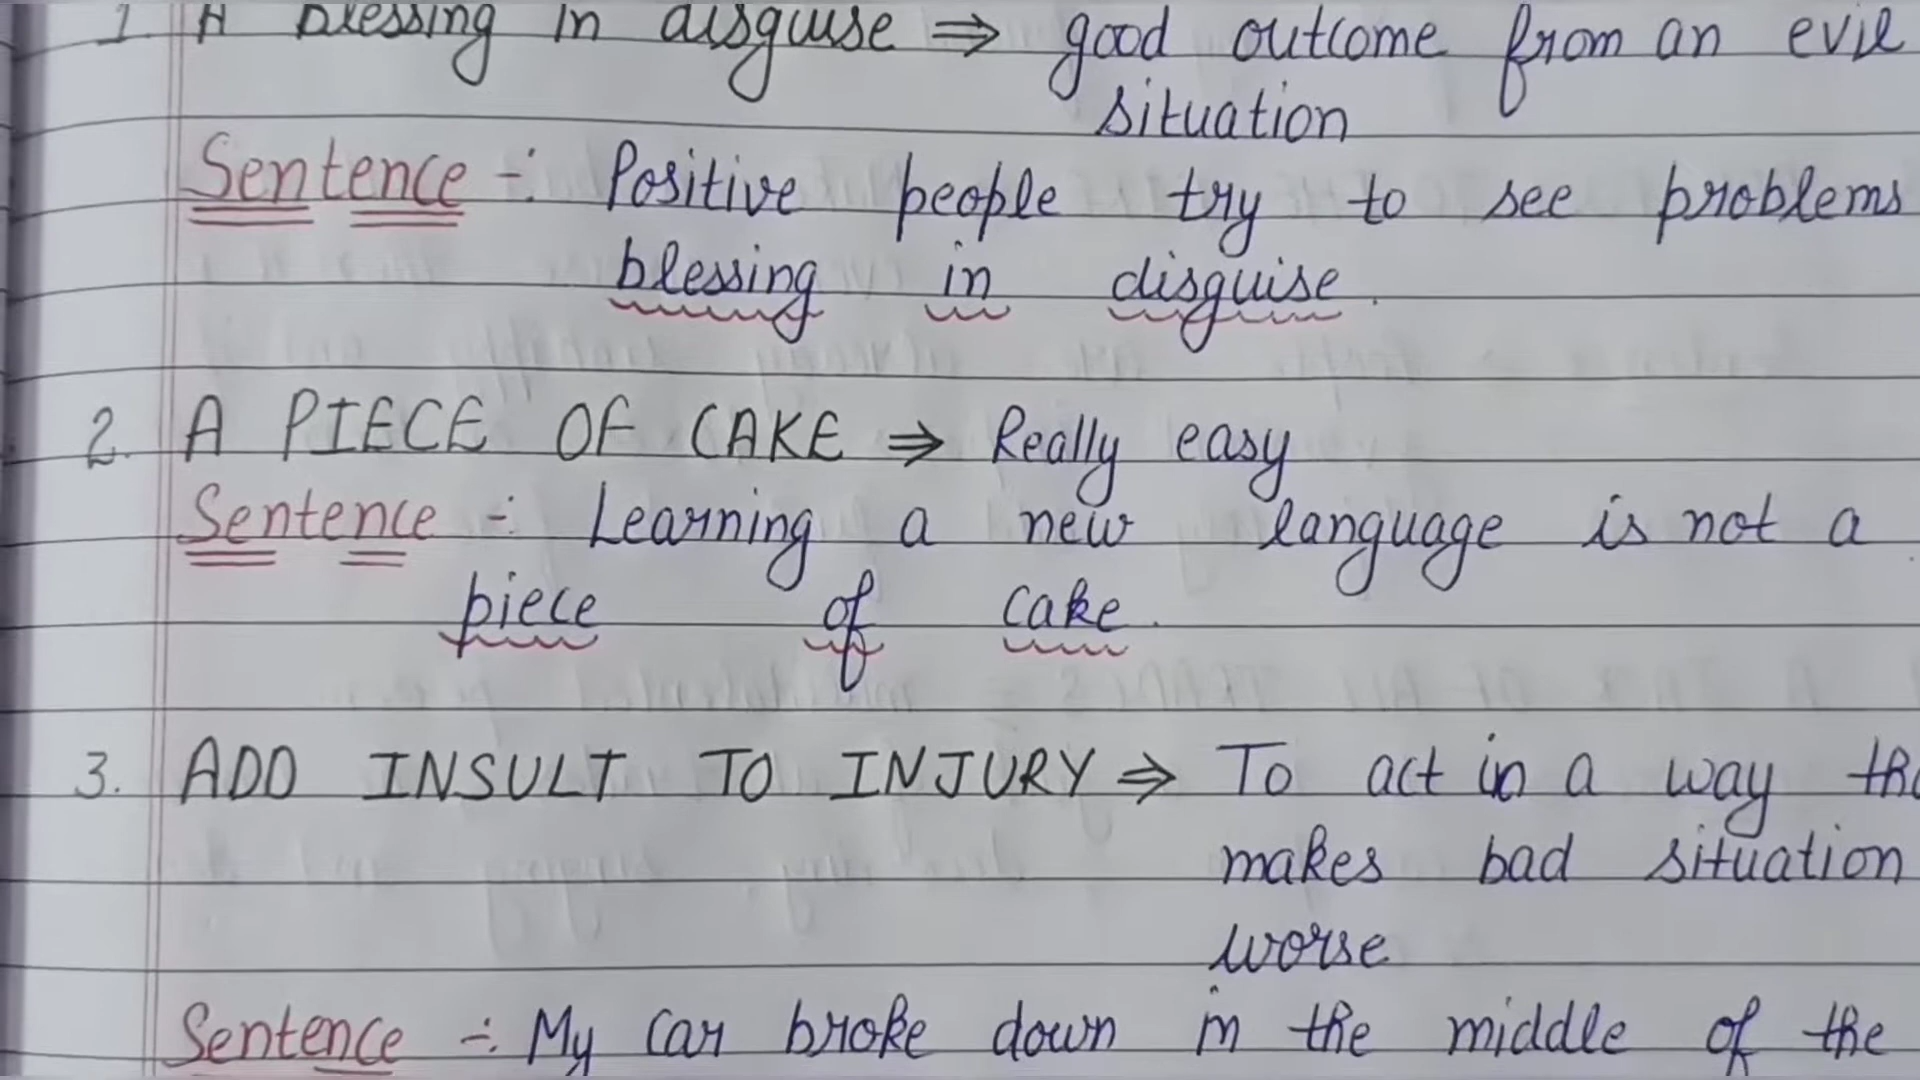 1. A blessing in disguise ⇒ good outcome from an evil
situation
Sentence -: Positive people try to see problems
blessing in disguise.
2. A PIECE OF CAKE ⇒ Really easy
Sentence -: Learning a new language is not a
piece of cake.
3. ADD INSULT TO INJURY ⇒ To act in a way
makes bad situation
worse
Sentence -: My car broke down in the middle of the